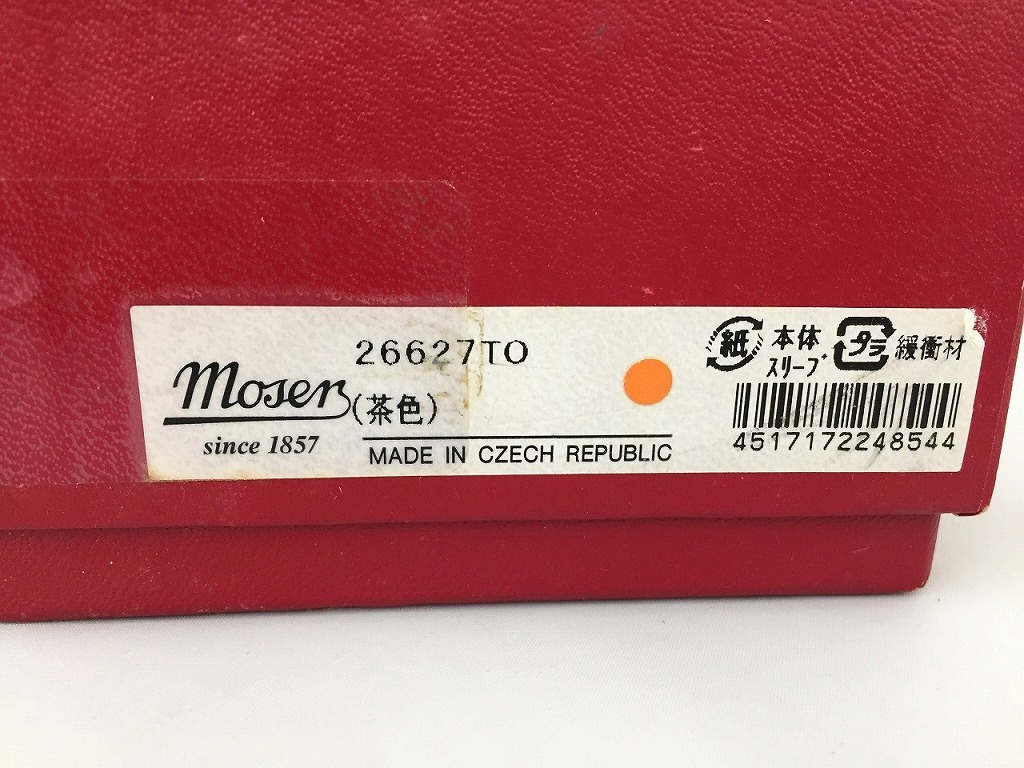 moser
since 1857
26627TO
(茶色)
MADE IN CZECH REPUBLIC
紙 本体 プラ 緩衝材
スリーブ
4517172248544